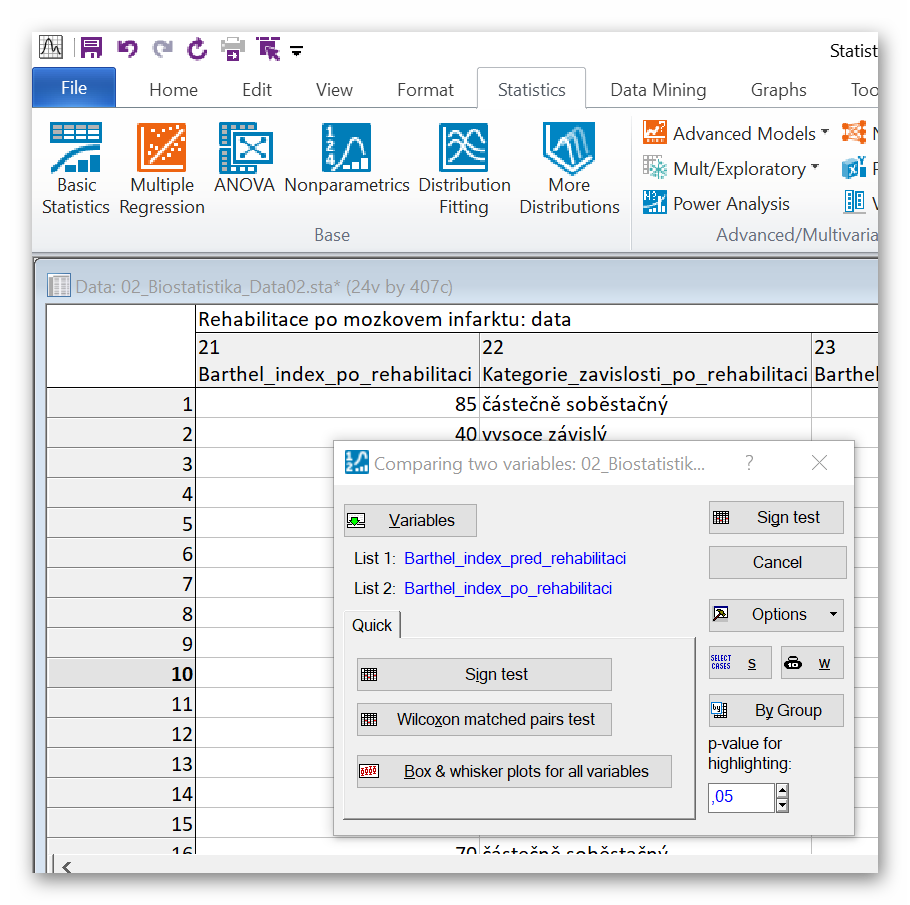 Statist
File Home Edit View Format Statistics Data Mining Graphs Too
Basic Statistics
Multiple Regression
ANOVA
Nonparametrics
Distribution Fitting
More Distributions
Advanced Models
Mult/Exploratory
Power Analysis
Base
Advanced/Multivaria
Data: 02_Biostatistika_Data02.sta* (24v by 407c)
Rehabilitace po mozkovem infarktu: data
21 22 23
Barthel_index_po_rehabilitaci Kategorie_zavislosti_po_rehabilitaci Barthel
1 85 částečně soběstačný
2 40 vysoce závislý
3
4
5
6
7
8
9
10
11
12
13
14
15
16 70 částečně soběstačný
Comparing two variables: 02_Biostatistik... ?
Variables
List 1: Barthel_index_pred_rehabilitaci
List 2: Barthel_index_po_rehabilitaci
Quick
Sign test
Wilcoxon matched pairs test
Box & whisker plots for all variables
Sign test
Cancel
Options
SELECT CASES S W
By Group
p-value for
highlighting:
,05